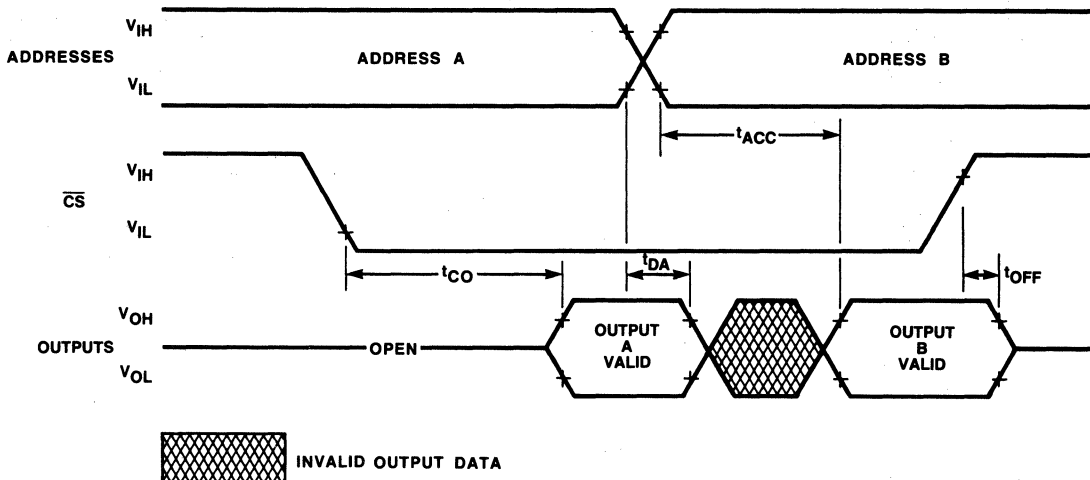 VIH
ADDRESSES
ADDRESS A
ADDRESS B
VIL
tACC
VIH
CS
VIL
tCO
tDA
tOFF
VOH
OUTPUTS
OPEN
OUTPUT
A
VALID
OUTPUT
B
VALID
VOL
INVALID OUTPUT DATA